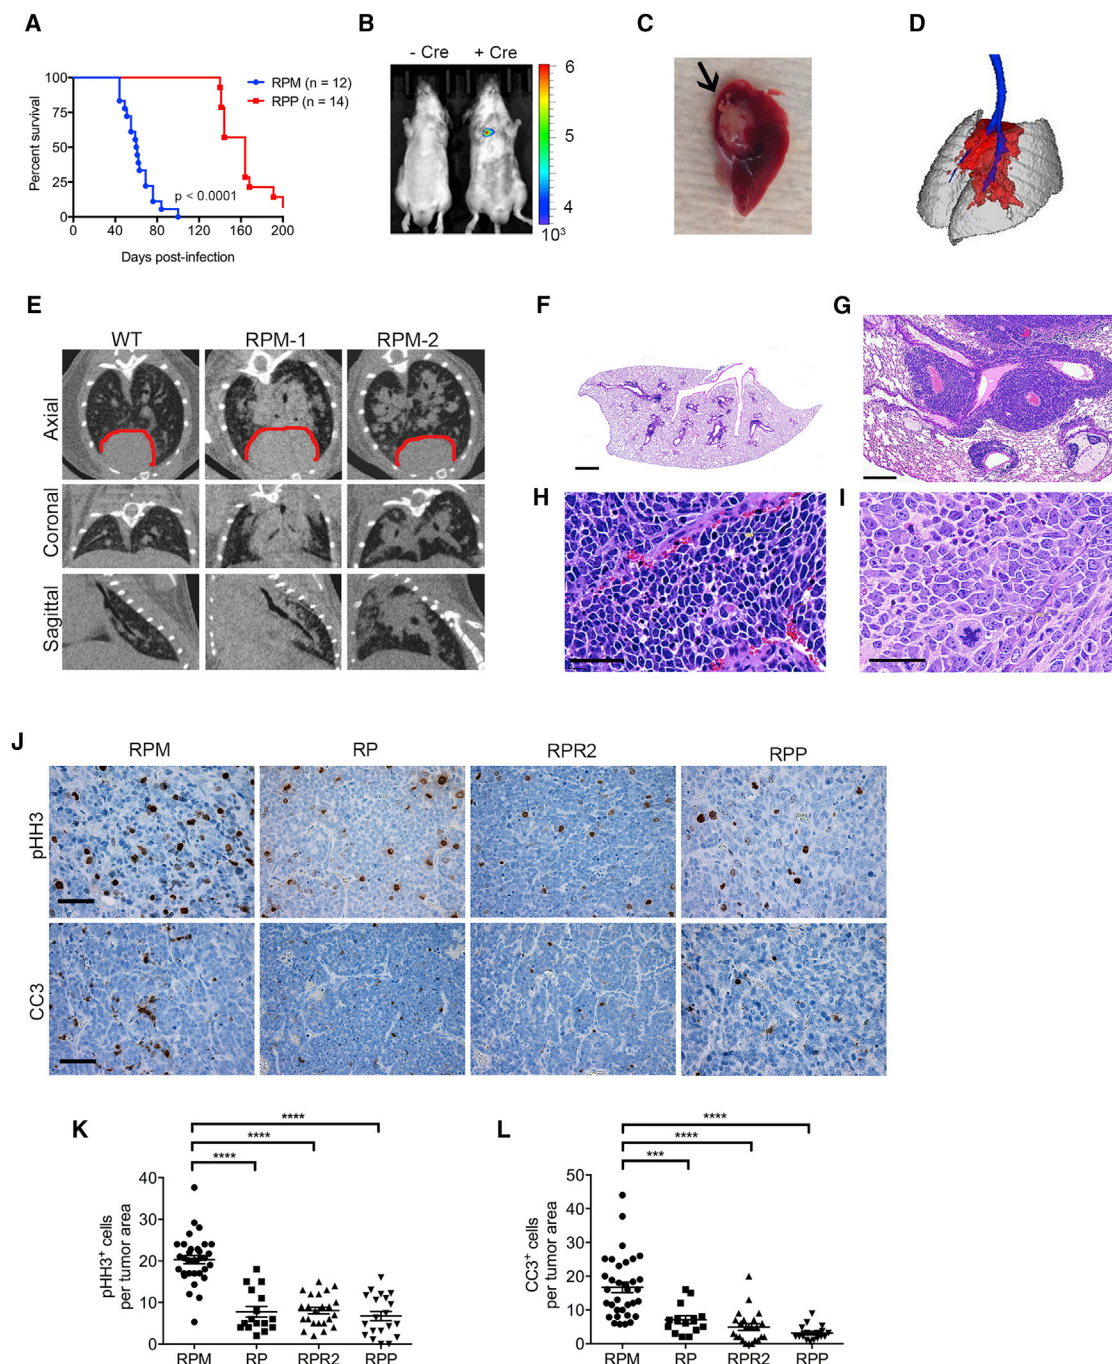 A
100
75
50
25
0
0
40
80
120
160
200
Percent survival
Days post-infection
RPM (n = 12)
RPP (n = 14)
p < 0.0001
B
- Cre
+ Cre
6
5
4
10³
C
D
E
WT
RPM-1
RPM-2
Axial
Coronal
Sagittal
F
G
H
I
J
RPM
RP
RPR2
RPP
pHH3
CC3
K
****
****
****
40
30
20
10
0
pHH3⁺ cells
per tumor area
RPM
RP
RPR2
RPP
L
****
****
***
50
40
30
20
10
0
CC3⁺ cells
per tumor area
RPM
RP
RPR2
RPP